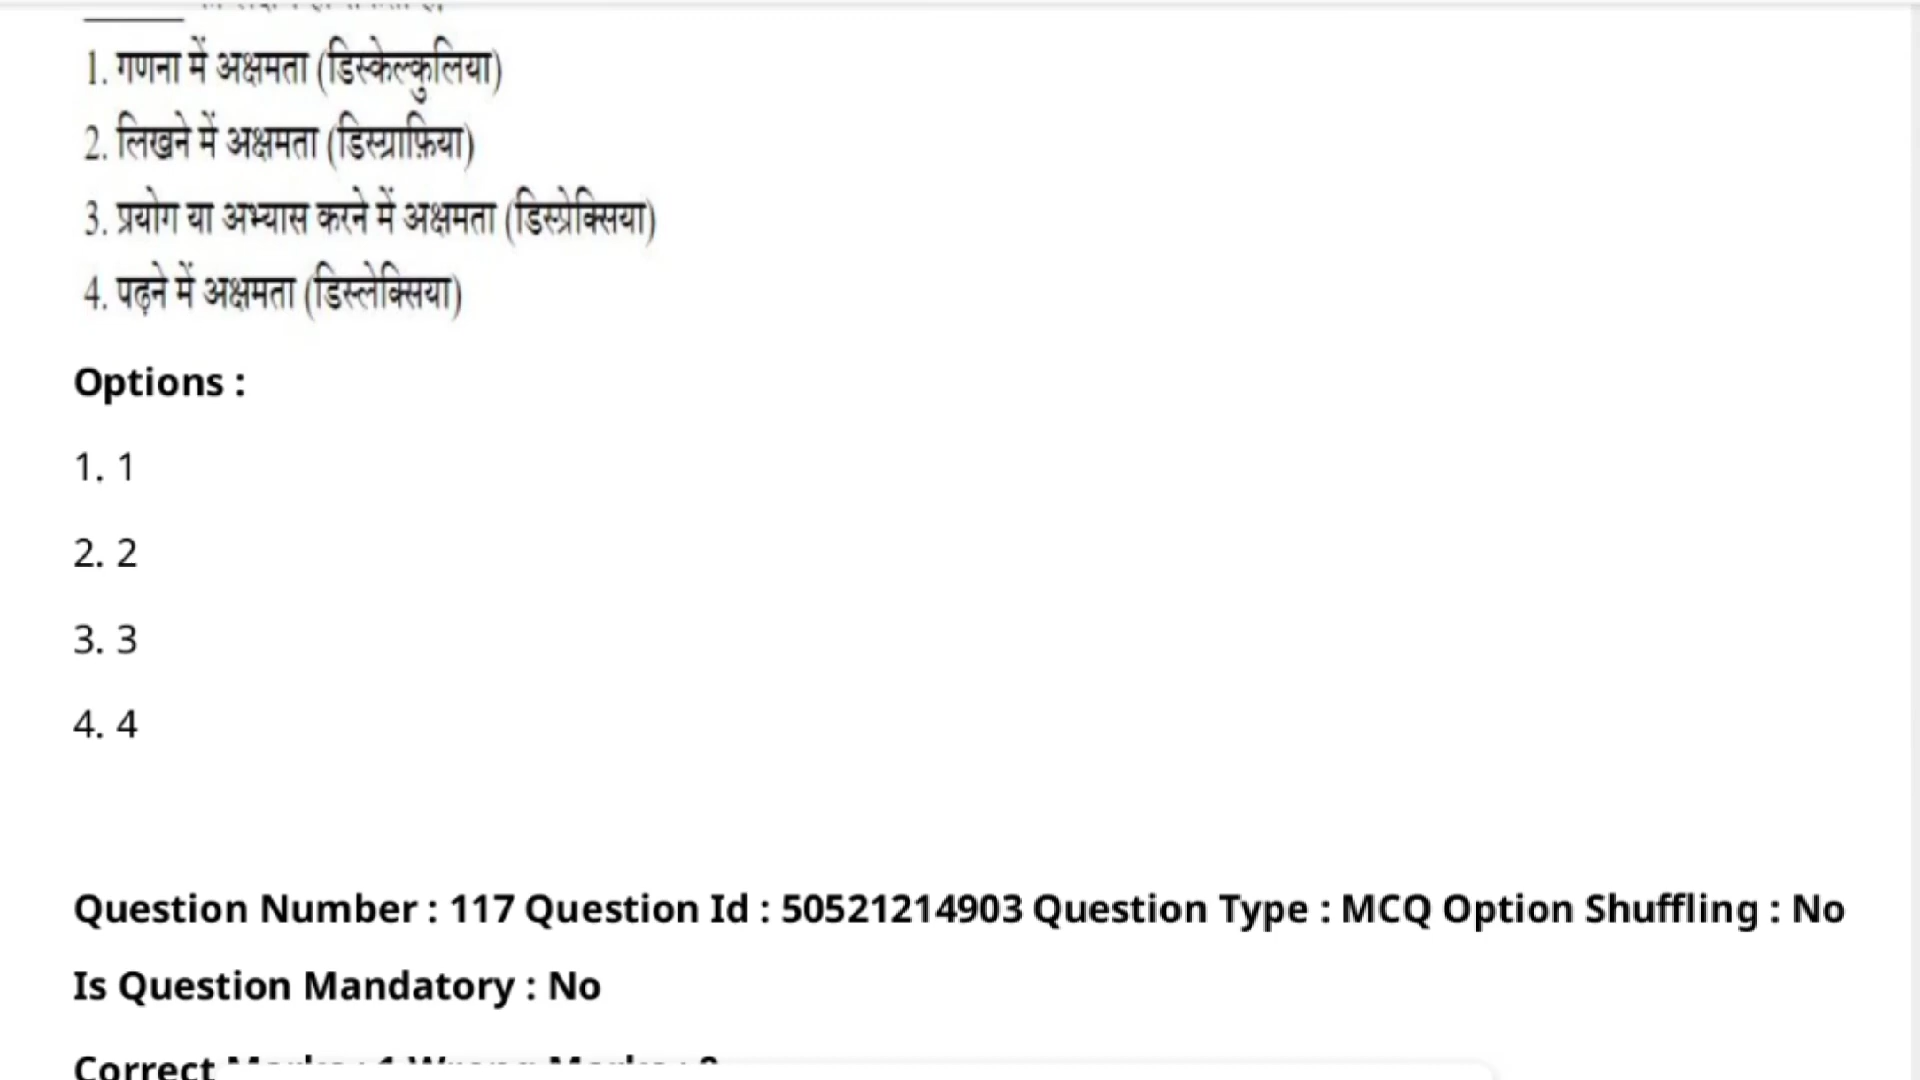 1. गणना में अक्षमता (डिस्केल्कुलिया)
2. लिखने में अक्षमता (डिस्ग्राफ़िया)
3. प्रयोग या अभ्यास करने में अक्षमता (डिस्प्रेक्सिया)
4. पढ़ने में अक्षमता (डिस्लेक्सिया)
Options :
1. 1
2. 2
3. 3
4. 4
Question Number : 117 Question Id : 50521214903 Question Type : MCQ Option Shuffling : No
Is Question Mandatory : No
Correct